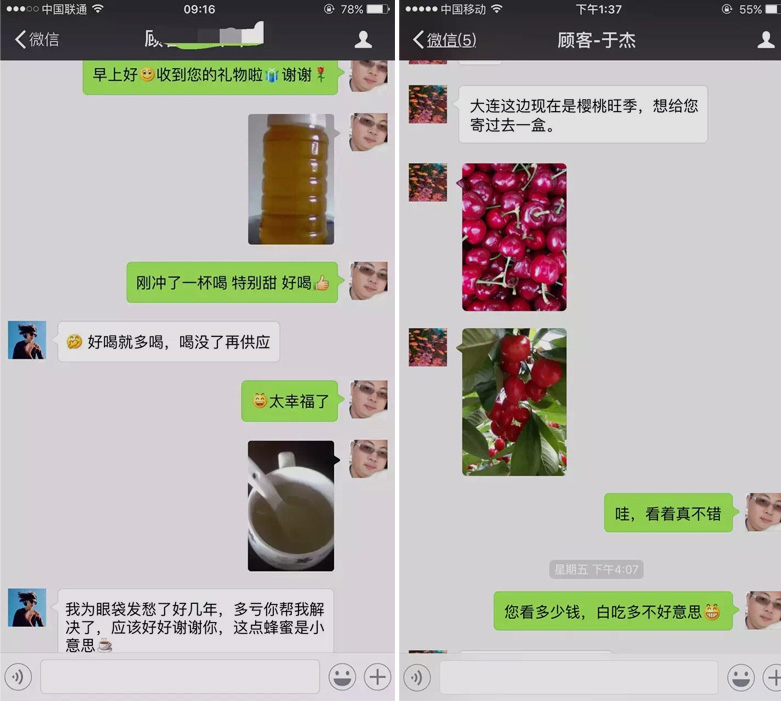 中国联通
09:16
78%
微信
顾
早上好😊收到您的礼物啦🎁谢谢🌹
刚冲了一杯喝 特别甜 好喝👍
🤣 好喝就多喝，喝没了再供应
😄太幸福了
我为眼袋发愁了好几年，多亏你帮我解
决了，应该好好谢谢你，这点蜂蜜是小
意思☕
中国移动
下午1:37
55%
微信(5)
顾客-于杰
大连这边现在是樱桃旺季，想给您
寄过去一盒。
哇，看着真不错
星期五 下午4:07
您看多少钱，白吃多不好意思😁